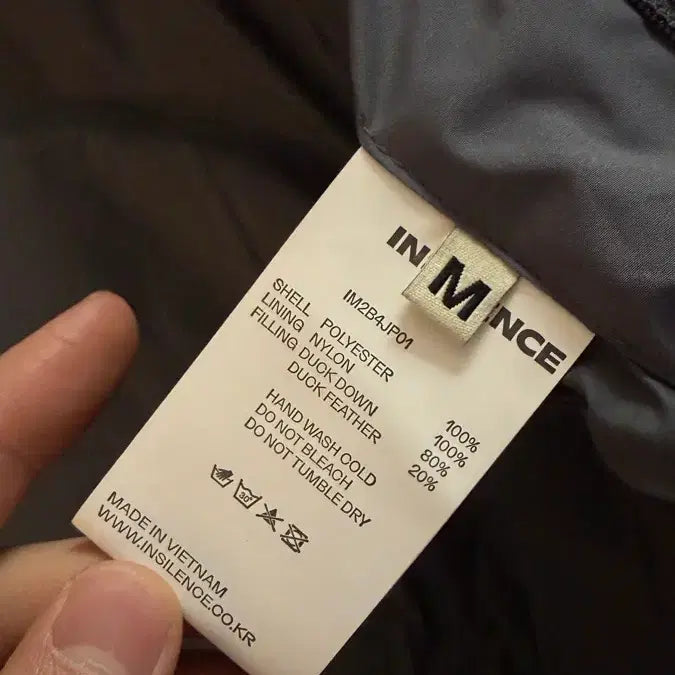 IN
M
NCE
IM2B4JP01
SHELL POLYESTER 100%
LINING NYLON 100%
FILLING DUCK DOWN 80%
DUCK FEATHER 20%
HAND WASH COLD
DO NOT BLEACH
DO NOT TUMBLE DRY
30°
MADE IN VIETNAM
WWW.INSILENCE.CO.KR